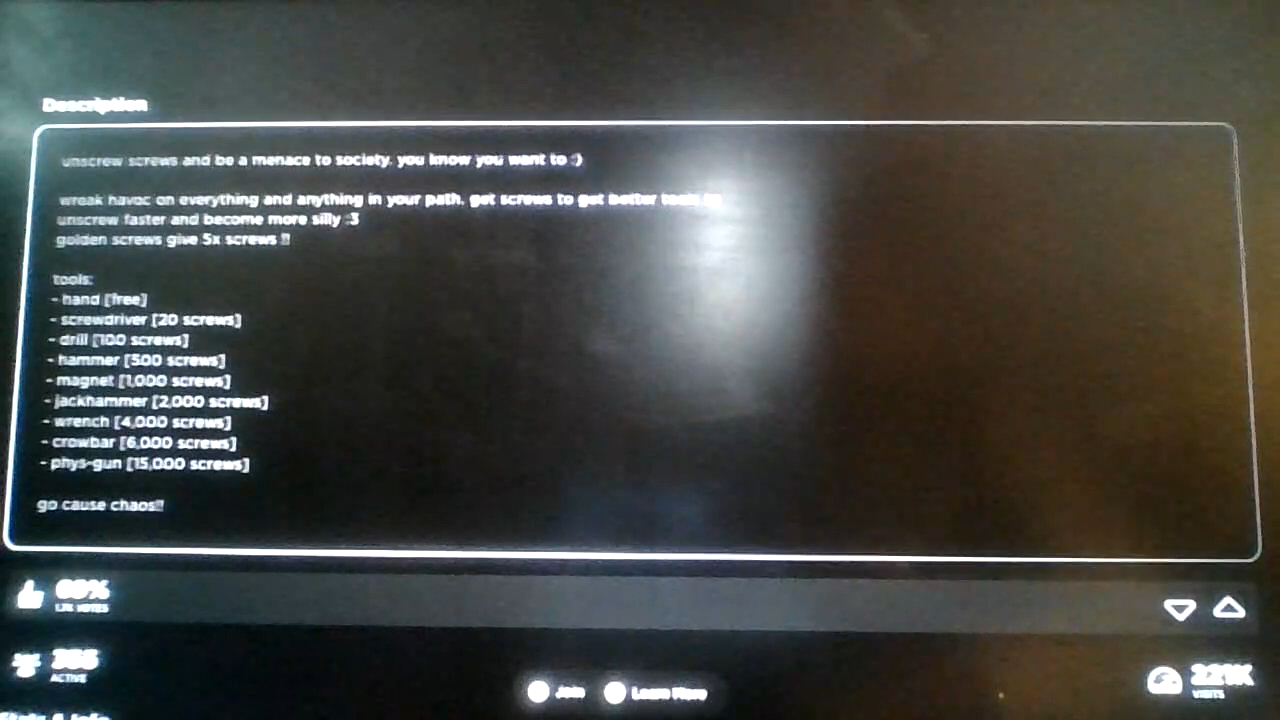 Description
unscrew screws and be a menace to society. you know you want to :)
wreak havoc on everything and anything in your path. get screws to get better tools to
unscrew faster and become more silly :3
golden screws give 5x screws !!
tools:
- hand [free]
- screwdriver [20 screws]
- drill [100 screws]
- hammer [500 screws]
- magnet [1,000 screws]
- jackhammer [2,000 screws]
- wrench [4,000 screws]
- crowbar [6,000 screws]
- phys-gun [15,000 screws]
go cause chaos!!
VOTES
ACTIVE
Join Learn More
221K
VISITS